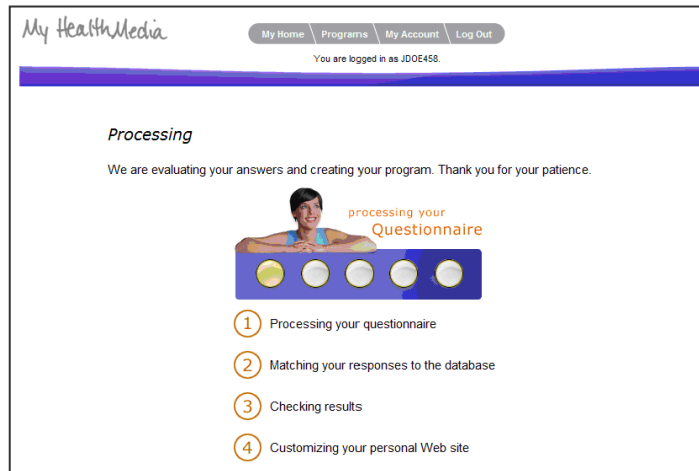 My HealthMedia
My Home Programs My Account Log Out
You are logged in as JDOE458.
Processing
We are evaluating your answers and creating your program. Thank you for your patience.
processing your
Questionnaire
1 Processing your questionnaire
2 Matching your responses to the database
3 Checking results
4 Customizing your personal Web site